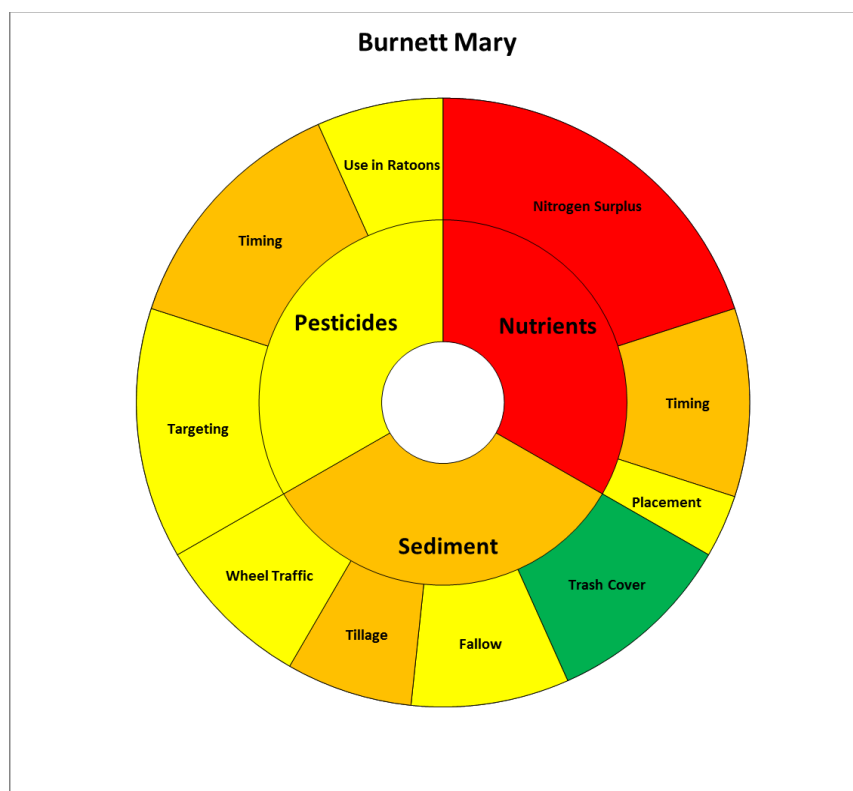 Burnett Mary
Use in Ratoons
Nitrogen Surplus
Timing
Pesticides
Nutrients
Timing
Targeting
Placement
Sediment
Wheel Traffic
Trash Cover
Tillage
Fallow